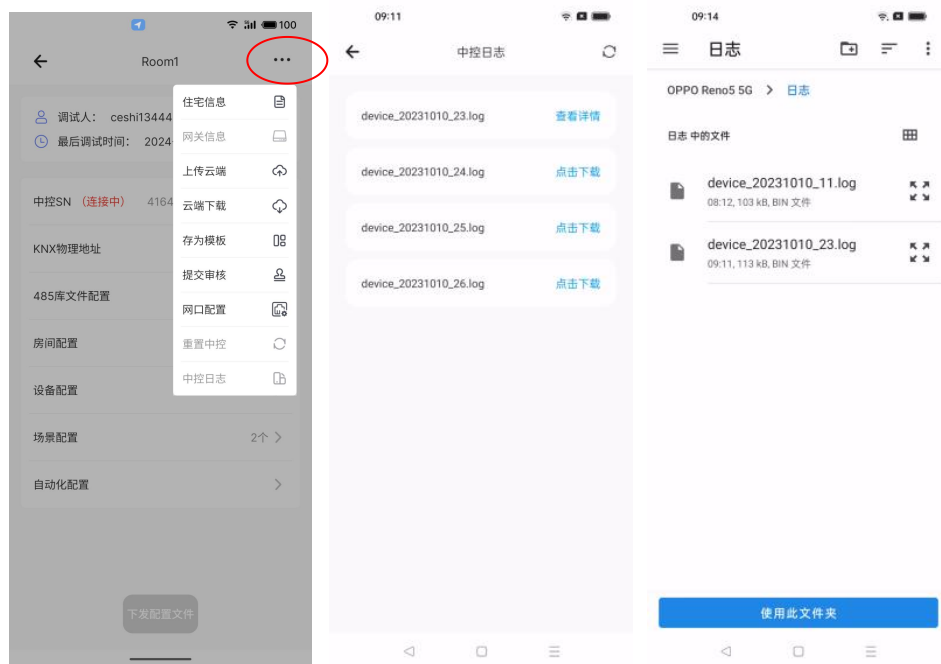 100
Room1
调试人： ceshi13444
最后调试时间： 2024-
中控SN （连接中） 4164
KNX物理地址
485库文件配置
房间配置
设备配置
场景配置 2个
自动化配置
下发配置文件
住宅信息
网关信息
上传云端
云端下载
存为模板
提交审核
网口配置
重置中控
中控日志
09:11
中控日志
device_20231010_23.log 查看详情
device_20231010_24.log 点击下载
device_20231010_25.log 点击下载
device_20231010_26.log 点击下载
09:14
日志
OPPO Reno5 5G > 日志
日志 中的文件
device_20231010_11.log
08:12, 103 kB, BIN 文件
device_20231010_23.log
09:11, 113 kB, BIN 文件
使用此文件夹